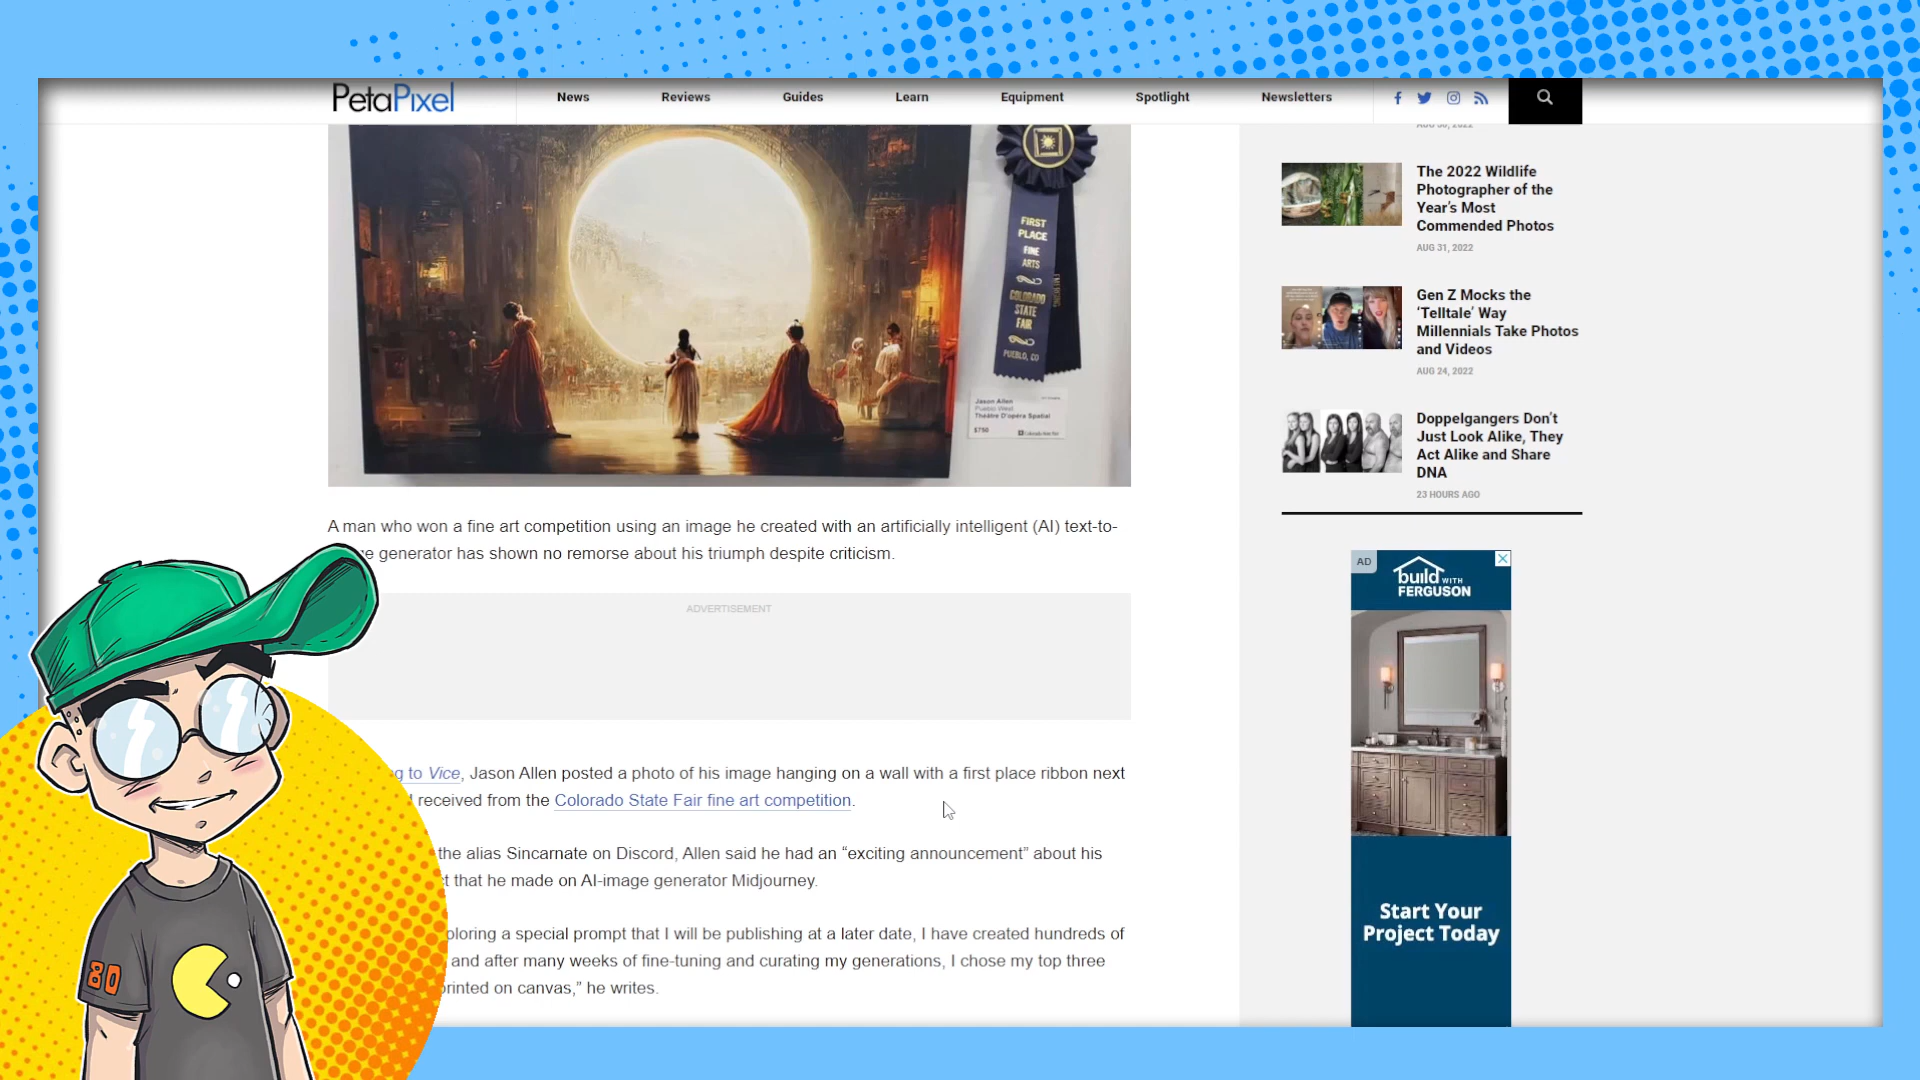 PetaPixel
News
Reviews
Guides
Learn
Equipment
Spotlight
Newsletters
FIRST
PLACE
FINE
ARTS
COLORADO
STATE
FAIR
PUEBLO, CO
Jason Allen
Pueblo West
Théâtre D'opéra Spatial
$750
A man who won a fine art competition using an image he created with an artificially intelligent (AI) text-to-
generator has shown no remorse about his triumph despite criticism.
ADVERTISEMENT
to Vice, Jason Allen posted a photo of his image hanging on a wall with a first place ribbon next
received from the Colorado State Fair fine art competition.
the alias Sincarnate on Discord, Allen said he had an “exciting announcement” about his
that he made on AI-image generator Midjourney.
a special prompt that I will be publishing at a later date, I have created hundreds of
and after many weeks of fine-tuning and curating my generations, I chose my top three
printed on canvas,” he writes.
The 2022 Wildlife
Photographer of the
Year’s Most
Commended Photos
AUG 31, 2022
Gen Z Mocks the
‘Telltale’ Way
Millennials Take Photos
and Videos
AUG 24, 2022
Doppelgangers Don’t
Just Look Alike, They
Act Alike and Share
DNA
23 HOURS AGO
AD
build WITH
FERGUSON
Start Your
Project Today
80